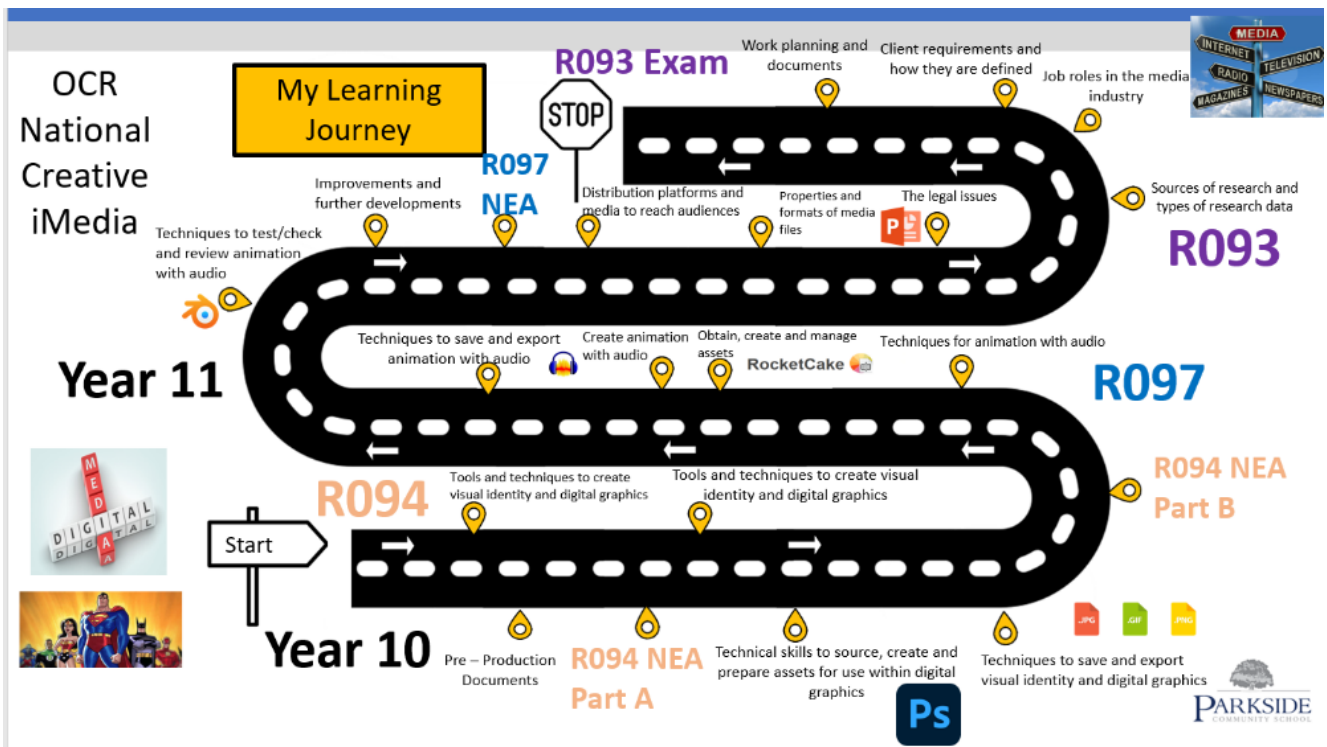 OCR
National
Creative
iMedia
My Learning
Journey
R093 Exam
STOP
Work planning and
documents
Client requirements and
how they are defined
Job roles in the media
industry
MEDIA
INTERNET
TELEVISION
RADIO
MAGAZINES
NEWSPAPERS
Sources of research and
types of research data
R093
Techniques to test/check
and review animation
with audio
Improvements and
further developments
R097
NEA
Distribution platforms and
media to reach audiences
Properties and
formats of media
files
P
The legal issues
Year 11
Techniques to save and export
animation with audio
Create animation
with audio
Obtain, create and manage
assets
RocketCake
Techniques for animation with audio
R097
MEDIA
DIGITAL
DIGITAL
R094
Tools and techniques to create
visual identity and digital graphics
Tools and techniques to create visual
identity and digital graphics
R094 NEA
Part B
Start
Year 10
Pre – Production
Documents
R094 NEA
Part A
Technical skills to source, create and
prepare assets for use within digital
graphics
Ps
.JPG
.GIF
.PNG
Techniques to save and export
visual identity and digital graphics
PARKSIDE
COMMUNITY SCHOOL